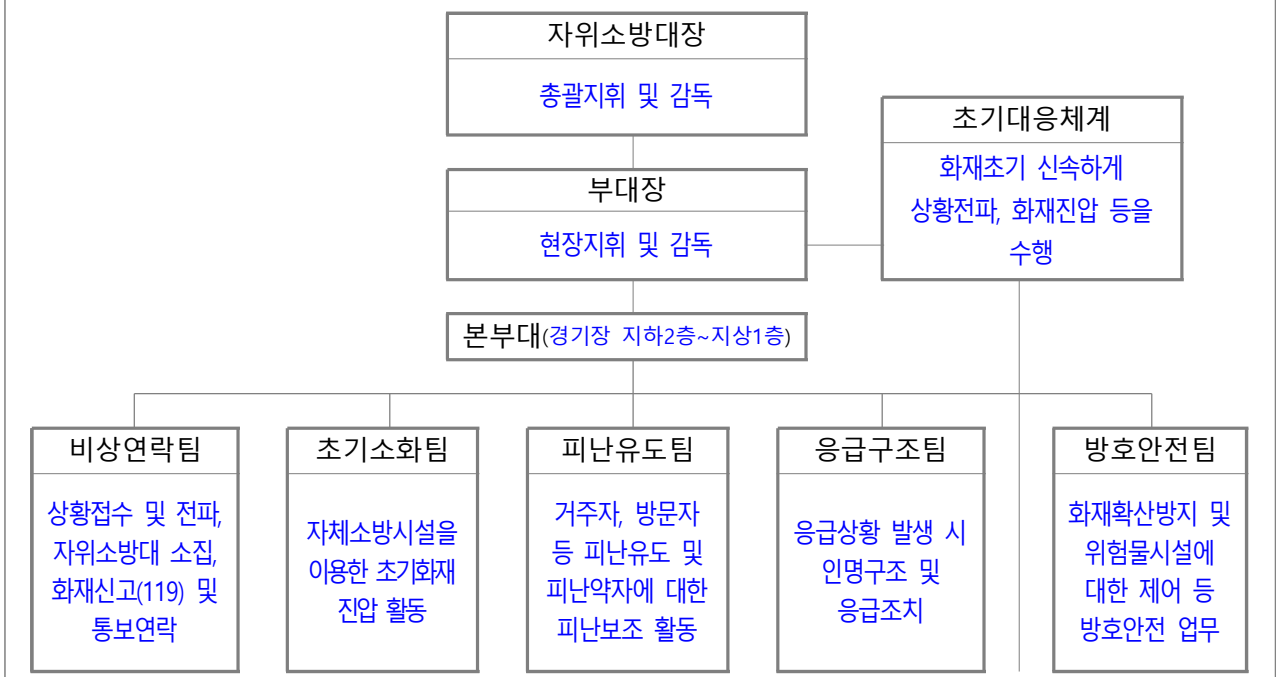 자위소방대장
총괄지휘 및 감독
초기대응체계
화재초기 신속하게
상황전파, 화재진압 등을
수행
부대장
현장지휘 및 감독
본부대(경기장 지하2층~지상1층)
비상연락팀
상황접수 및 전파,
자위소방대 소집,
화재신고(119) 및
통보연락
초기소화팀
자체소방시설을
이용한 초기화재
진압 활동
피난유도팀
거주자, 방문자
등 피난유도 및
피난약자에 대한
피난보조 활동
응급구조팀
응급상황 발생 시
인명구조 및
응급조치
방호안전팀
화재확산방지 및
위험물시설에
대한 제어 등
방호안전 업무